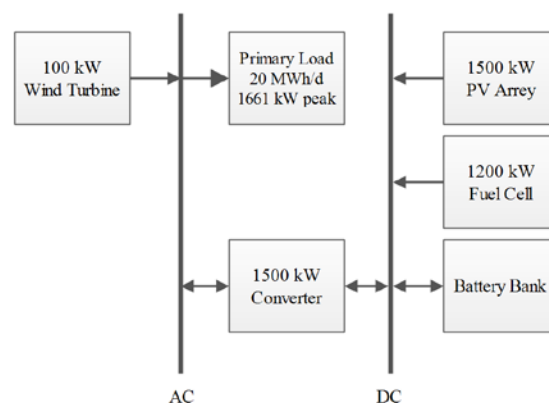 100 kW
Wind Turbine
Primary Load
20 MWh/d
1661 kW peak
1500 kW
PV Arrey
1200 kW
Fuel Cell
1500 kW
Converter
Battery Bank
AC
DC